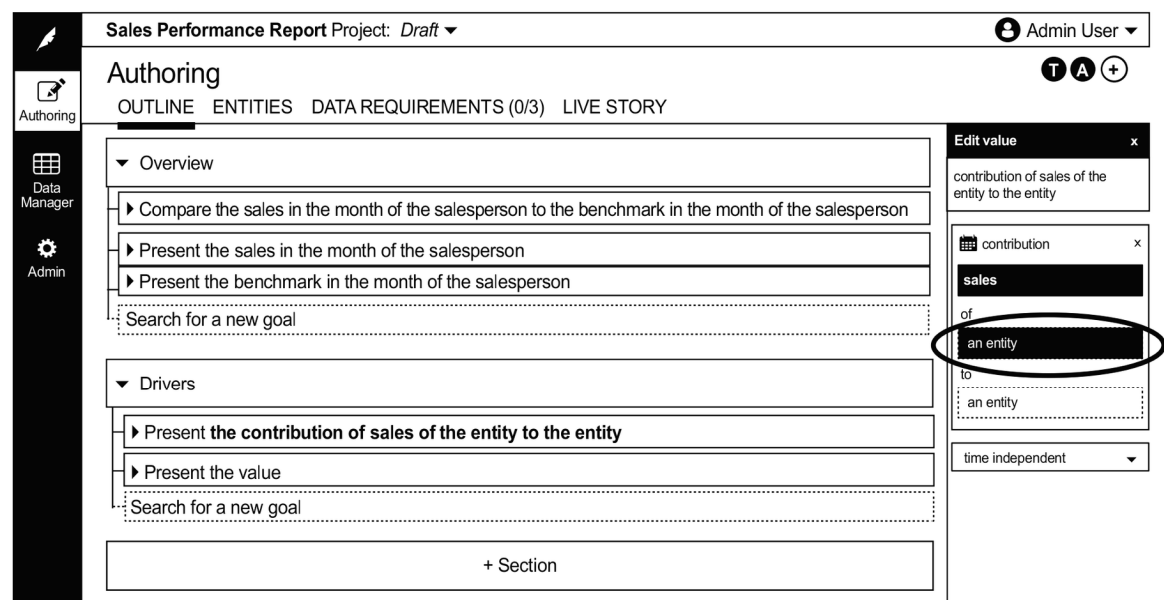 Sales Performance Report Project: Draft
Admin User
Authoring
T A +
OUTLINE ENTITIES DATA REQUIREMENTS (0/3) LIVE STORY
Authoring
Data
Manager
Admin
Overview
Compare the sales in the month of the salesperson to the benchmark in the month of the salesperson
Present the sales in the month of the salesperson
Present the benchmark in the month of the salesperson
Search for a new goal
Drivers
Present the contribution of sales of the entity to the entity
Present the value
Search for a new goal
+ Section
Edit value x
contribution of sales of the
entity to the entity
contribution x
sales
of
an entity
to
an entity
time independent